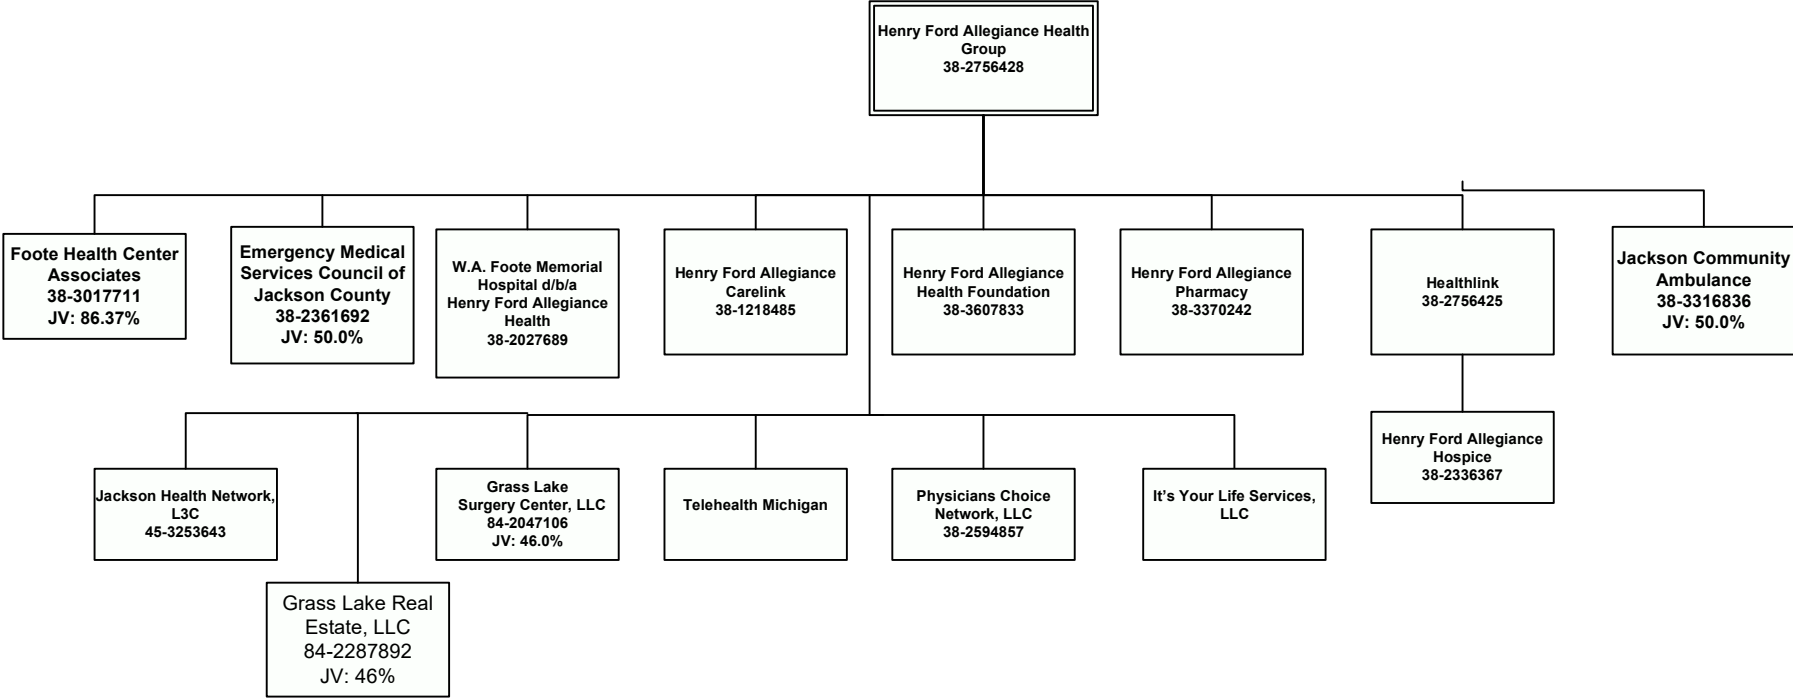 Henry Ford Allegiance Health
Group
38-2756428
Foote Health Center
Associates
38-3017711
JV: 86.37%
Emergency Medical
Services Council of
Jackson County
38-2361692
JV: 50.0%
W.A. Foote Memorial
Hospital d/b/a
Henry Ford Allegiance
Health
38-2027689
Henry Ford Allegiance
Carelink
38-1218485
Henry Ford Allegiance
Health Foundation
38-3607833
Henry Ford Allegiance
Pharmacy
38-3370242
Healthlink
38-2756425
Jackson Community
Ambulance
38-3316836
JV: 50.0%
Jackson Health Network,
L3C
45-3253643
Grass Lake
Surgery Center, LLC
84-2047106
JV: 46.0%
Telehealth Michigan
Physicians Choice
Network, LLC
38-2594857
It's Your Life Services,
LLC
Henry Ford Allegiance
Hospice
38-2336367
Grass Lake Real
Estate, LLC
84-2287892
JV: 46%